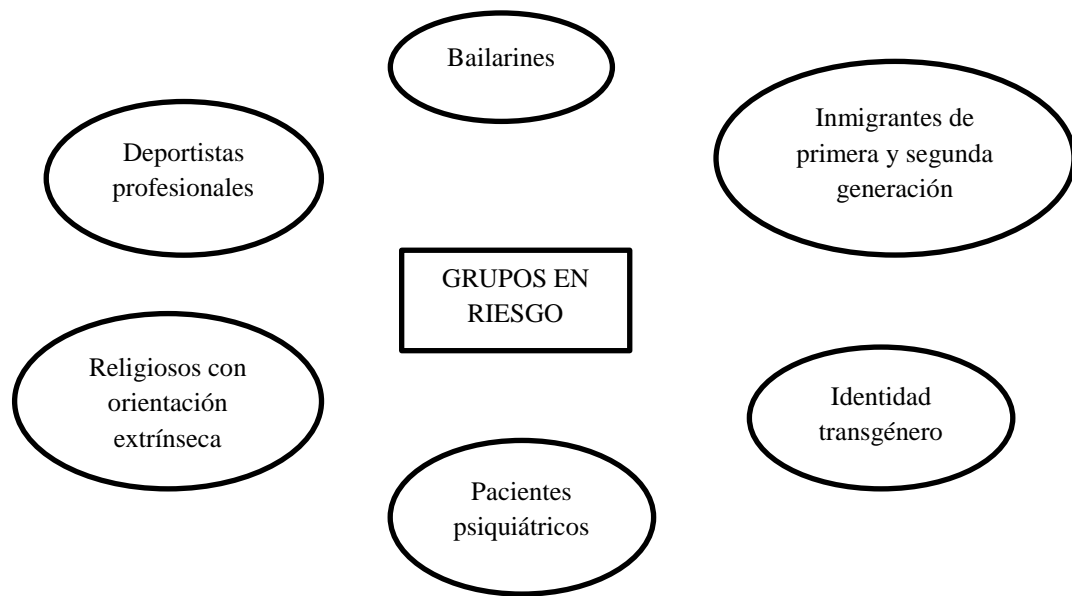 Bailarines
Deportistas
profesionales
Inmigrantes de
primera y segunda
generación
GRUPOS EN
RIESGO
Religiosos con
orientación
extrínseca
Identidad
transgénero
Pacientes
psiquiátricos